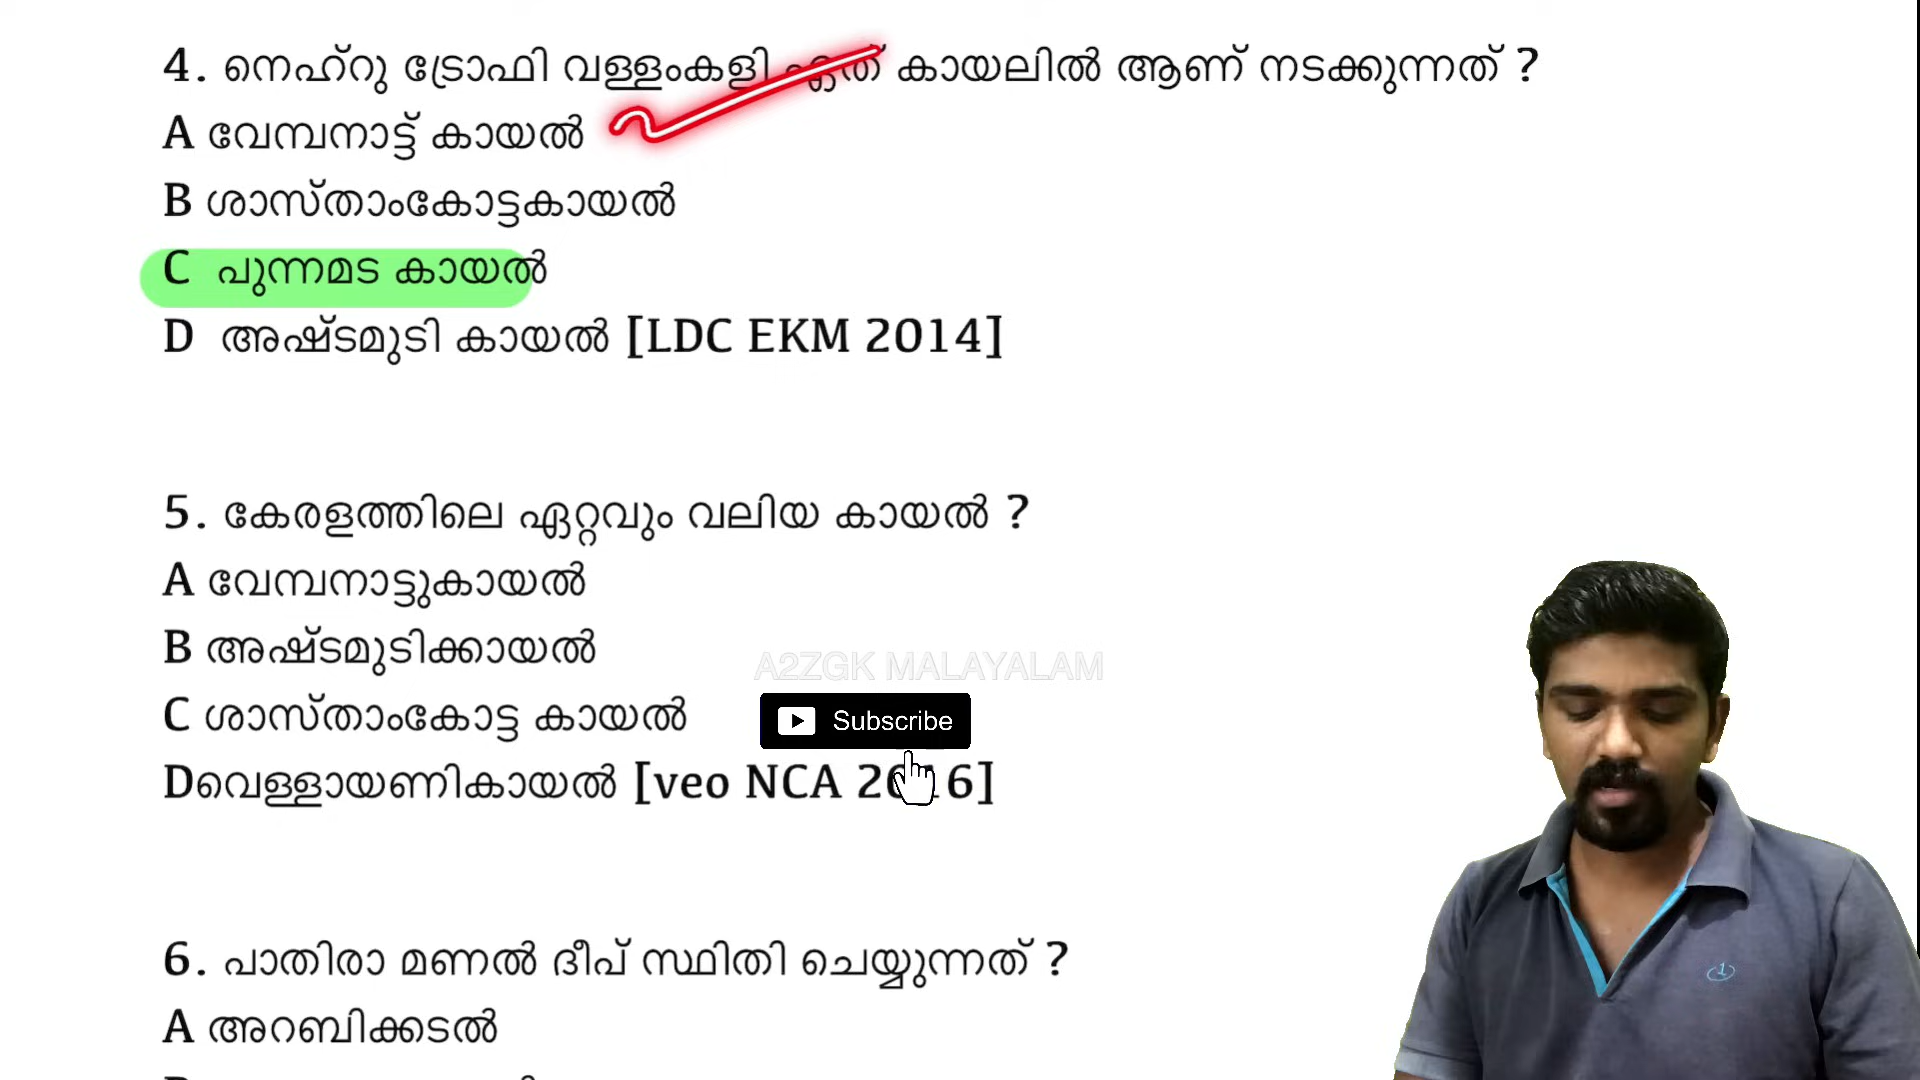 4. നെഹ്റു ട്രോഫി വള്ളംകളി ഏത് കായലിൽ ആണ് നടക്കുന്നത് ?
A വേമ്പനാട്ട് കായൽ
B ശാസ്താംകോട്ടകായൽ
C പുന്നമട കായൽ
D അഷ്ടമുടി കായൽ [LDC EKM 2014]
5. കേരളത്തിലെ ഏറ്റവും വലിയ കായൽ ?
A വേമ്പനാട്ടുകായൽ
B അഷ്ടമുടിക്കായൽ
A2ZGK MALAYALAM
C ശാസ്താംകോട്ട കായൽ
Subscribe
Dവെള്ളായണികായൽ [veo NCA 2016]
6. പാതിരാ മണൽ ദീപ് സ്ഥിതി ചെയ്യുന്നത് ?
A അറബിക്കടൽ